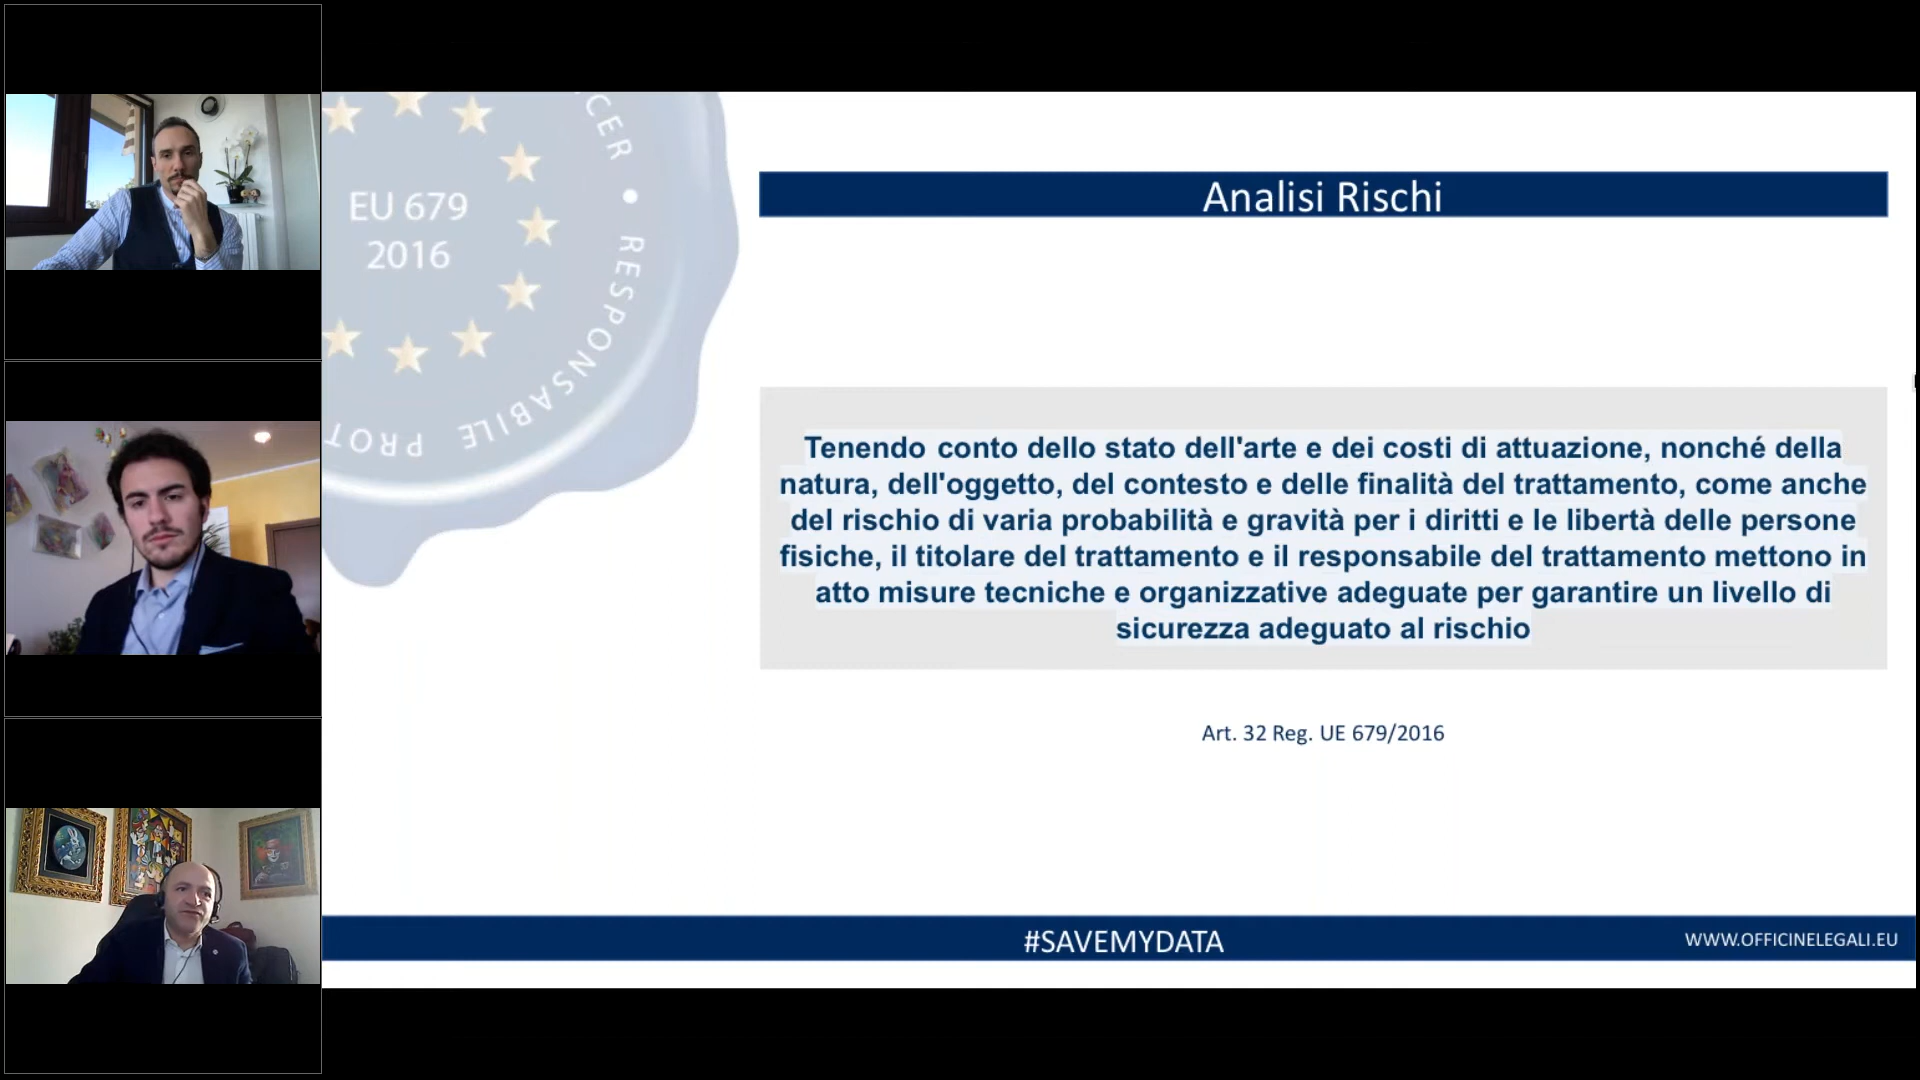 EU 679
2016
CER • RESPONSABILE PROT
Analisi Rischi
Tenendo conto dello stato dell'arte e dei costi di attuazione, nonché della
natura, dell'oggetto, del contesto e delle finalità del trattamento, come anche
del rischio di varia probabilità e gravità per i diritti e le libertà delle persone
fisiche, il titolare del trattamento e il responsabile del trattamento mettono in
atto misure tecniche e organizzative adeguate per garantire un livello di
sicurezza adeguato al rischio
Art. 32 Reg. UE 679/2016
#SAVEMYDATA
WWW.OFFICINELEGALI.EU